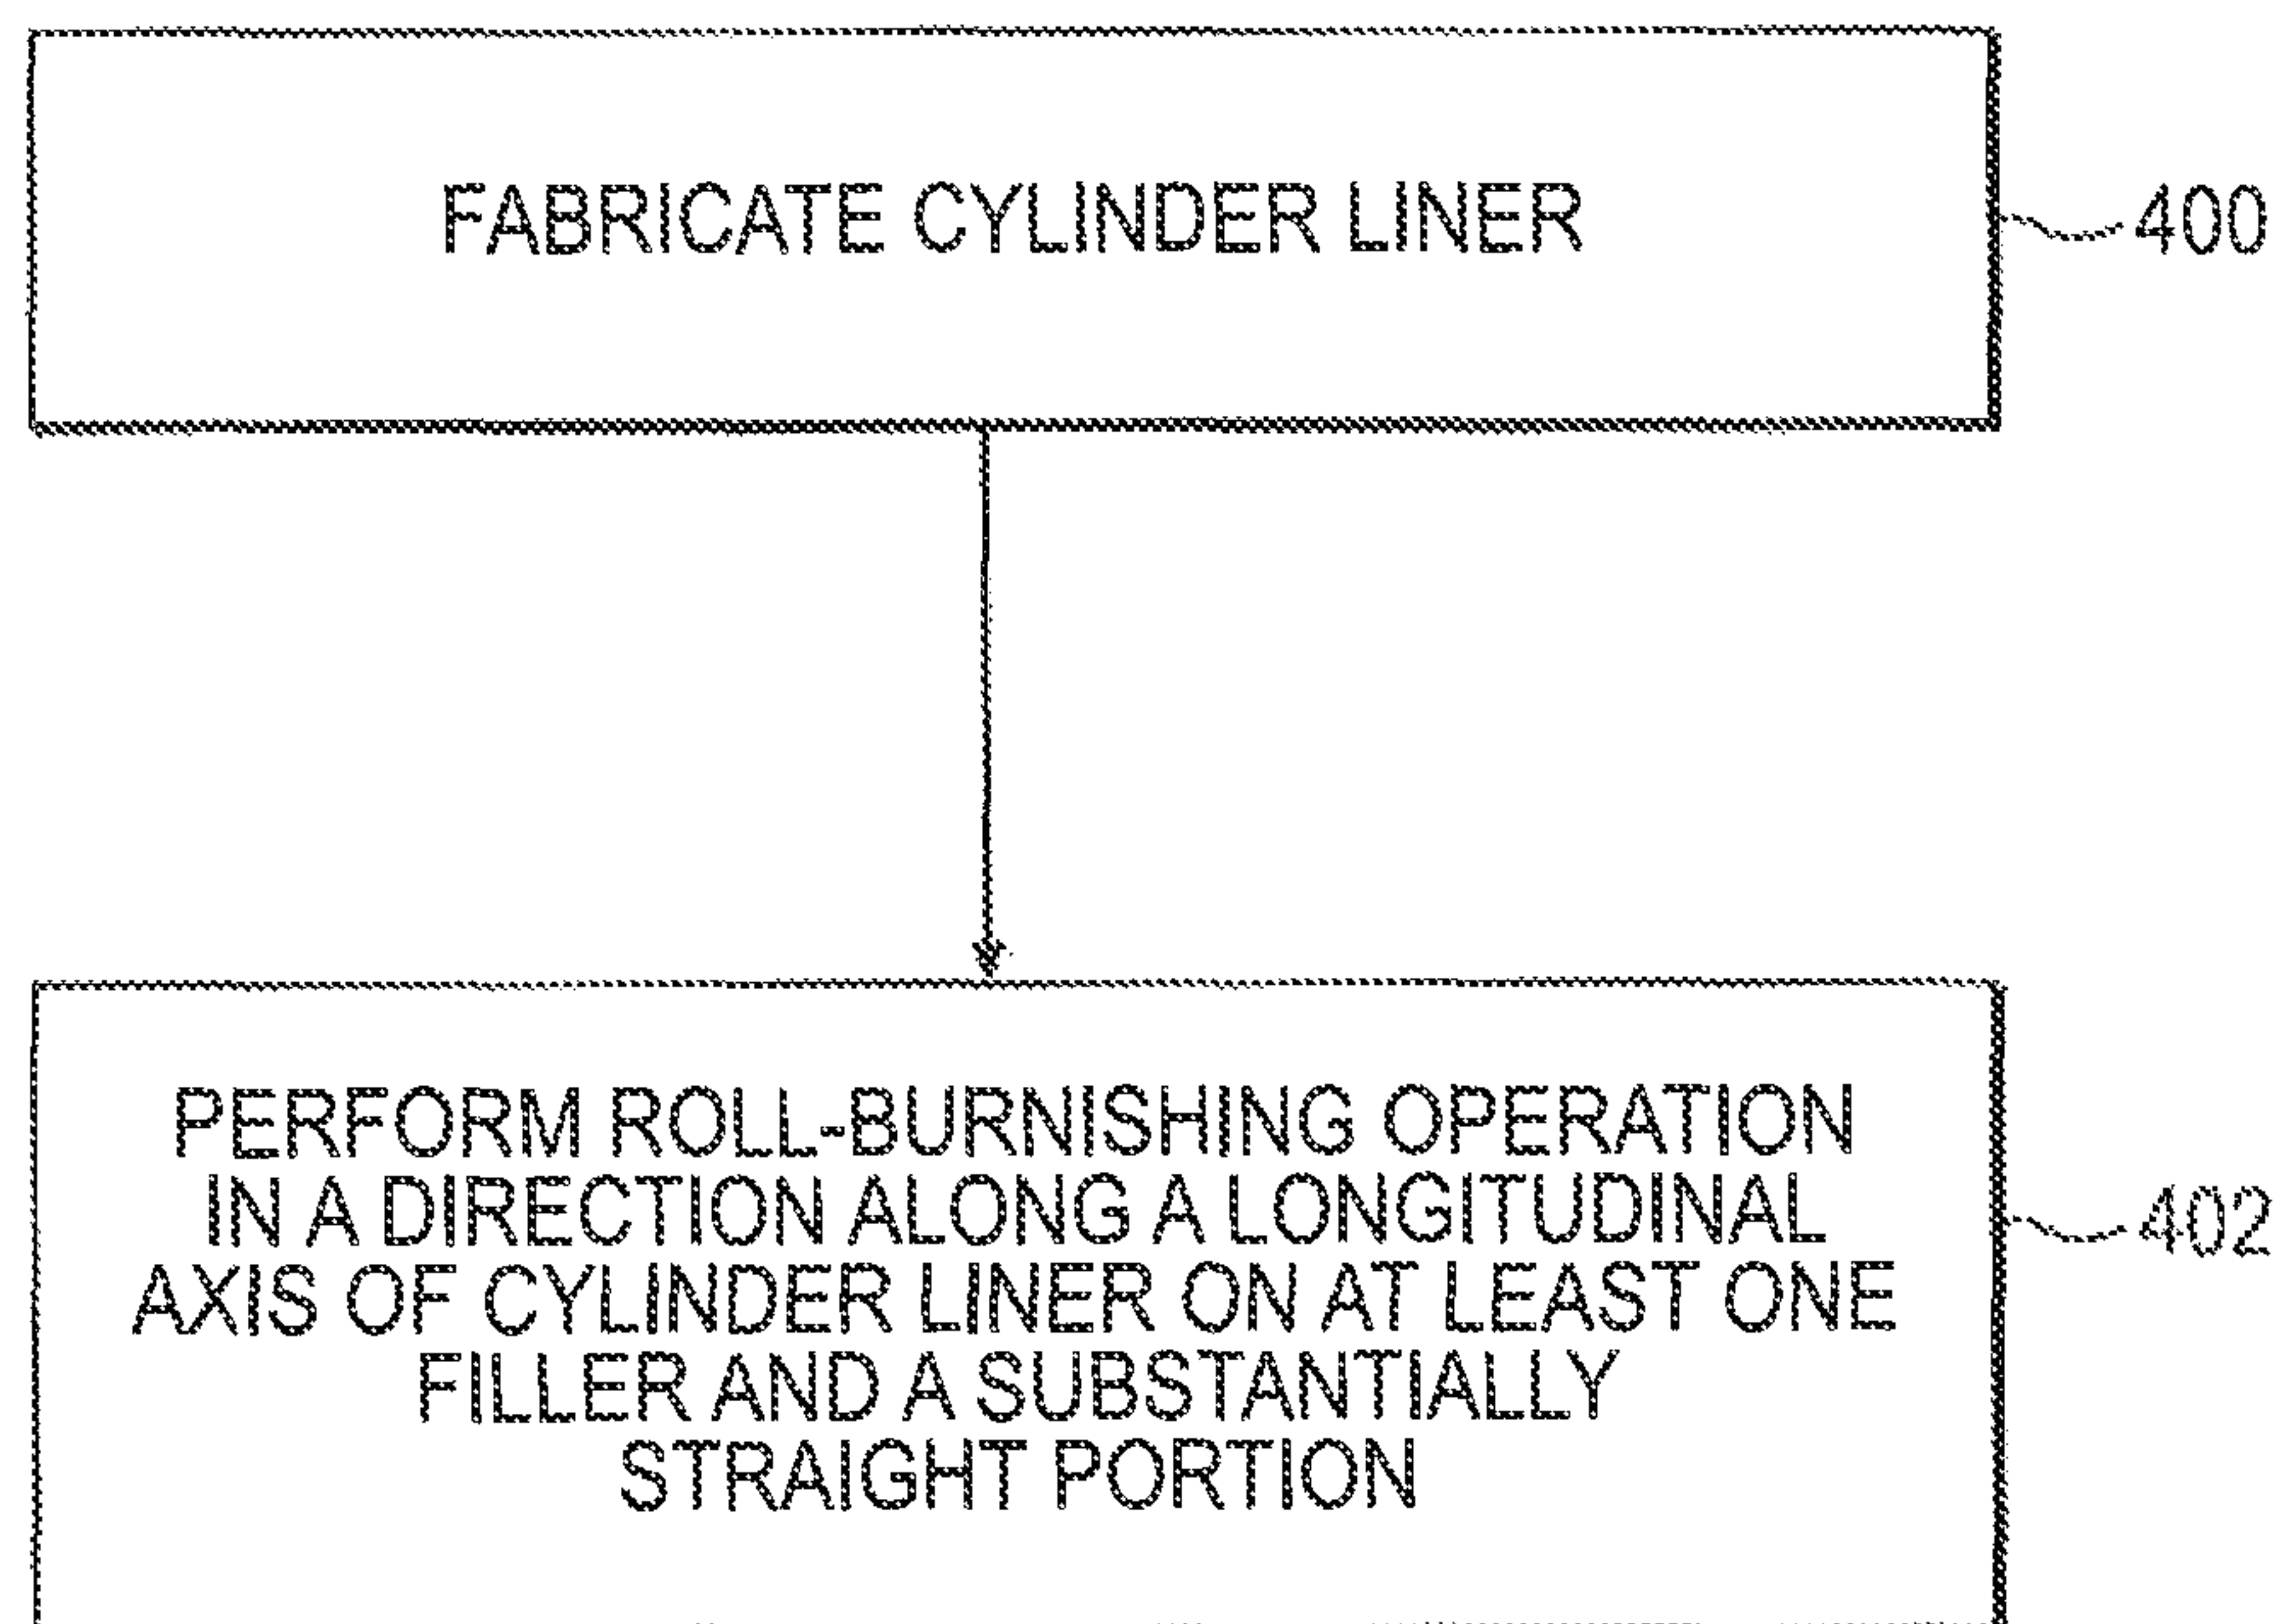 FABRICATE CYLINDER LINER
400
PERFORM ROLL-BURNISHING OPERATION
IN A DIRECTION ALONG A LONGITUDINAL
AXIS OF CYLINDER LINER ON AT LEAST ONE
FILLER AND A SUBSTANTIALLY
STRAIGHT PORTION
402